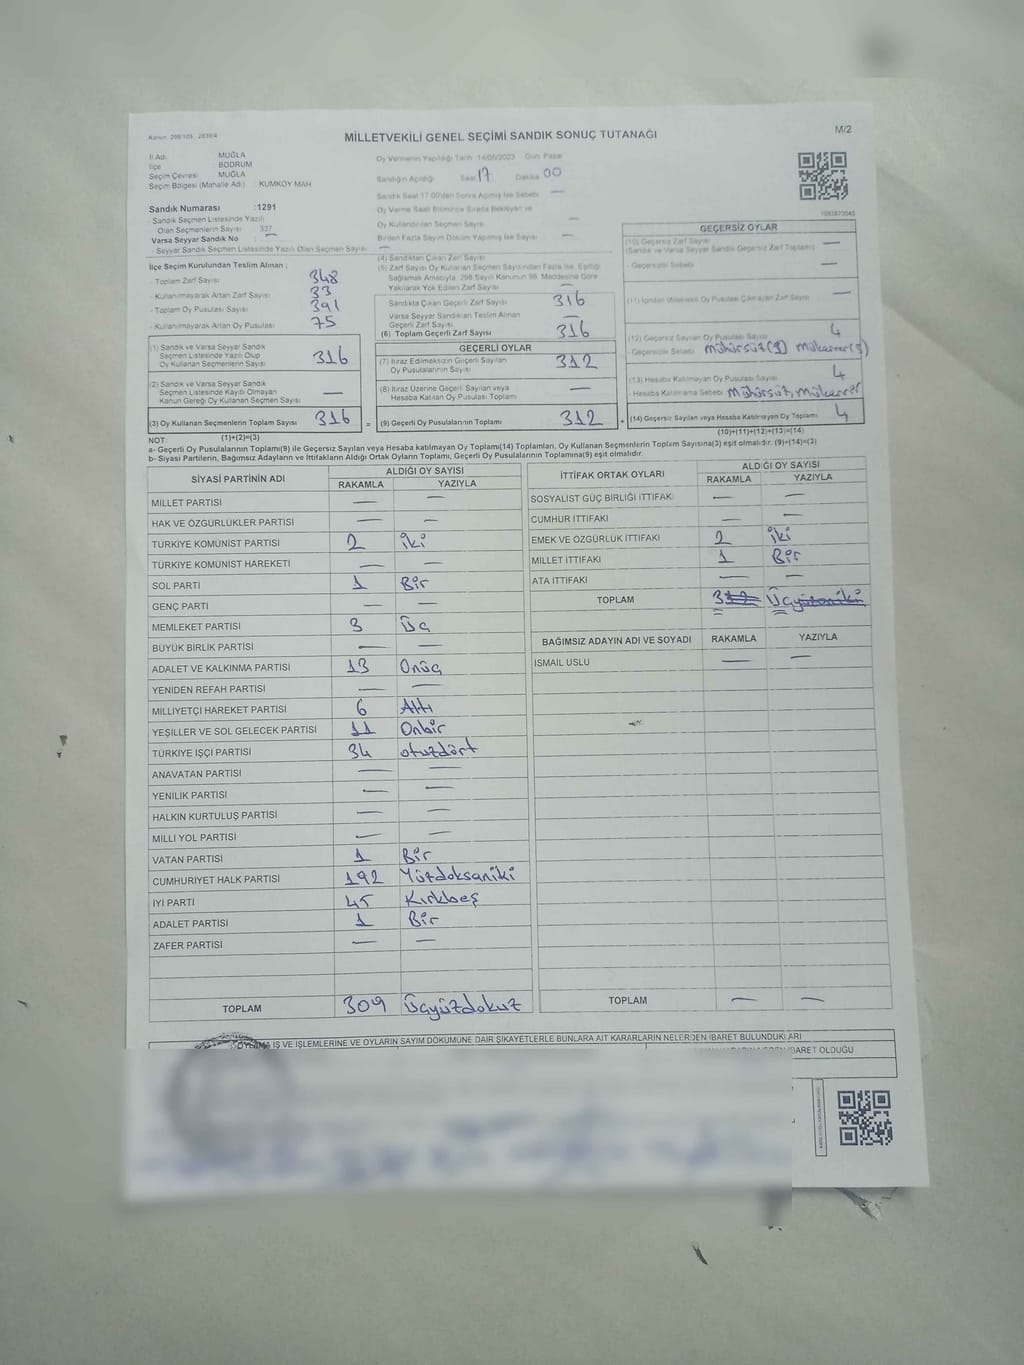 Kanun: 298/105 ; 2839/4
MİLLETVEKİLİ GENEL SEÇİMİ SANDIK SONUÇ TUTANAĞI
M/2
İl Adı MUĞLA
İlçe BODRUM
Seçim Çevresi MUĞLA
Seçim Bölgesi (Mahalle Adı) KUMKÖY MAH
Oy Vermenin Yapıldığı Tarih 14/05/2023 Gün Pazar
Sandığın Açıldığı Saat 17 Dakika 00
Sandık Saat 17.00'den Sonra Açılmış İse Sebebi —
Oy Verme Saati Bitiminde Sırada Bekleyen ve
Oy Kullandırılan Seçmen Sayısı —
Birden Fazla Sayım Döküm Yapılmış İse Sayısı —
Sandık Numarası : 1291
Sandık Seçmen Listesinde Yazılı
Olan Seçmenlerin Sayısı 337
Varsa Seyyar Sandık No : —
Seyyar Sandık Seçmen Listesinde Yazılı Olan Seçmen Sayısı —
İlçe Seçim Kurulundan Teslim Alınan ;
- Toplam Zarf Sayısı 348
- Kullanılmayarak Artan Zarf Sayısı 33
- Toplam Oy Pusulası Sayısı 391
- Kullanılmayarak Artan Oy Pusulası 75
(1) Sandık ve Varsa Seyyar Sandık
Seçmen Listesinde Yazılı Olup
Oy Kullanan Seçmenlerin Sayısı 316
(2) Sandık ve Varsa Seyyar Sandık
Seçmen Listesinde Kayıtlı Olmayan
Kanun Gereği Oy Kullanan Seçmen Sayısı —
(3) Oy Kullanan Seçmenlerin Toplam Sayısı 316
(1)+(2)=(3)
(4) Sandıktan Çıkan Zarf Sayısı
(5) Zarf Sayısı Oy Kullanan Seçmen Sayısından Fazla İse, Eşitliği
Sağlamak Amacıyla, 298 Sayılı Kanunun 98. Maddesine Göre
Yakılarak Yok Edilen Zarf Sayısı —
Sandıkta Çıkan Geçerli Zarf Sayısı 316
Varsa Seyyar Sandıktan Teslim Alınan
Geçerli Zarf Sayısı —
(6) Toplam Geçerli Zarf Sayısı 316
GEÇERLİ OYLAR
(7) İtiraz Edilmeksizin Geçerli Sayılan
Oy Pusulalarının Sayısı 312
(8) İtiraz Üzerine Geçerli Sayılan veya
Hesaba Katılan Oy Pusulası Toplamı —
= (9) Geçerli Oy Pusulalarının Toplamı 312
1083873045
GEÇERSİZ OYLAR
(10) Geçersiz Zarf Sayısı
(Sandık ve Varsa Seyyar Sandık Geçersiz Zarf Toplamı) —
- Geçersizlik Sebebi —
(12) Geçersiz Sayılan Oy Pusulası Sayısı 4
- Geçersizlik Sebebi mühürsüz(1)
(13) Hesaba Katılmayan Oy Pusulası Sayısı 4
- Hesaba Katılmama Sebebi mühürsüz,
+ (14) Geçersiz Sayılan veya Hesaba Katılmayan Oy Toplamı 4
(10)+(11)+(12)+(13)=(14)
NOT:
a- Geçerli Oy Pusulalarının Toplamı(9) ile Geçersiz Sayılan veya Hesaba katılmayan Oy Toplamı(14) Toplamları, Oy Kullanan Seçmenlerin Toplam Sayısına(3) eşit olmalıdır. (9)+(14)=(3)
b- Siyasi Partilerin, Bağımsız Adayların ve İttifakların Aldığı Ortak Oyların Toplamı, Geçerli Oy Pusulalarının Toplamına(9) eşit olmalıdır.
SİYASİ PARTİNİN ADI ALDIĞI OY SAYISI
RAKAMLA YAZIYLA
MİLLET PARTİSİ — —
HAK VE ÖZGÜRLÜKLER PARTİSİ — —
TÜRKİYE KOMÜNİST PARTİSİ 2 iki
TÜRKİYE KOMÜNİST HAREKETİ — —
SOL PARTİ 1 Bir
GENÇ PARTİ — —
MEMLEKET PARTİSİ 3 Üç
BÜYÜK BİRLİK PARTİSİ — —
ADALET VE KALKINMA PARTİSİ 13 Onüç
YENİDEN REFAH PARTİSİ — —
MİLLİYETÇİ HAREKET PARTİSİ 6 Altı
YEŞİLLER VE SOL GELECEK PARTİSİ 11 Onbir
TÜRKİYE İŞÇİ PARTİSİ 34 otuzdört
ANAVATAN PARTİSİ — —
YENİLİK PARTİSİ — —
HALKIN KURTULUŞ PARTİSİ — —
MİLLİ YOL PARTİSİ — —
VATAN PARTİSİ 1 Bir
CUMHURİYET HALK PARTİSİ 192 Yüzdoksaniki
İYİ PARTİ 45 Kırkbeş
ADALET PARTİSİ 1 Bir
ZAFER PARTİSİ — —
TOPLAM 309 Üçyüzdokuz
İTTİFAK ORTAK OYLARI ALDIĞI OY SAYISI
RAKAMLA YAZIYLA
SOSYALİST GÜÇ BİRLİĞİ İTTİFAKI — —
CUMHUR İTTİFAKI — —
EMEK VE ÖZGÜRLÜK İTTİFAKI 2 iki
MİLLET İTTİFAKI 1 Bir
ATA İTTİFAKI — —
TOPLAM 3 Üç
BAĞIMSIZ ADAYIN ADI VE SOYADI RAKAMLA YAZIYLA
İSMAİL USLU — —
TOPLAM — —
OYLAMA İŞ VE İŞLEMLERİNE VE OYLARIN SAYIM DÖKÜMÜNE DAİR ŞİKAYETLERLE BUNLARA AİT KARARLARIN NELERDEN İBARET BULUNDUKLARI
İBARET OLDUĞU